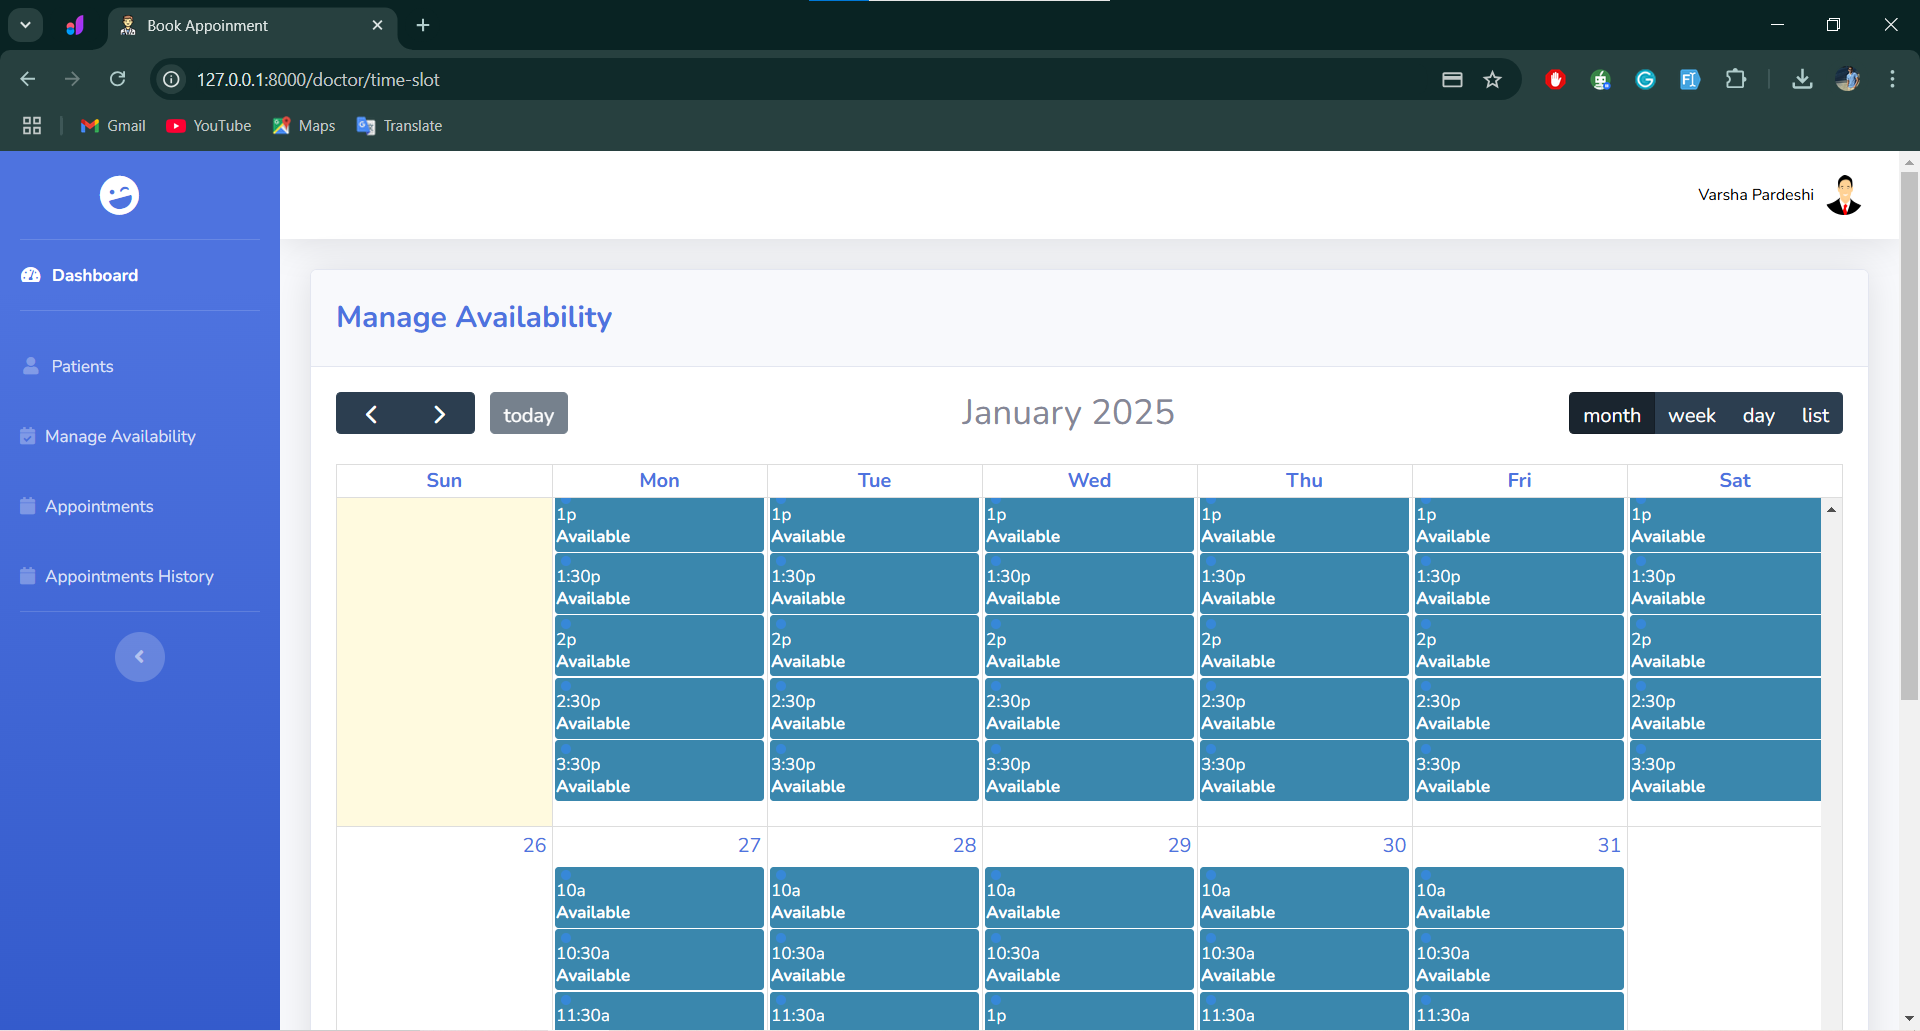 Book Appoinment
127.0.0.1:8000/doctor/time-slot
Gmail YouTube Maps Translate
Varsha Pardeshi
Dashboard
Patients
Manage Availability
Appointments
Appointments History
Manage Availability
today
January 2025
month week day list
Sun Mon Tue Wed Thu Fri Sat
1p 1p 1p 1p 1p 1p
Available Available Available Available Available Available
1:30p 1:30p 1:30p 1:30p 1:30p 1:30p
Available Available Available Available Available Available
2p 2p 2p 2p 2p 2p
Available Available Available Available Available Available
2:30p 2:30p 2:30p 2:30p 2:30p 2:30p
Available Available Available Available Available Available
3:30p 3:30p 3:30p 3:30p 3:30p 3:30p
Available Available Available Available Available Available
26 27 28 29 30 31
10a 10a 10a 10a 10a
Available Available Available Available Available
10:30a 10:30a 10:30a 10:30a 10:30a
Available Available Available Available Available
11:30a 11:30a 1p 11:30a 11:30a